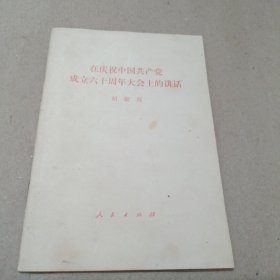 在庆祝中国共产党
成立六十周年大会上的讲话
胡耀邦
人民出版社